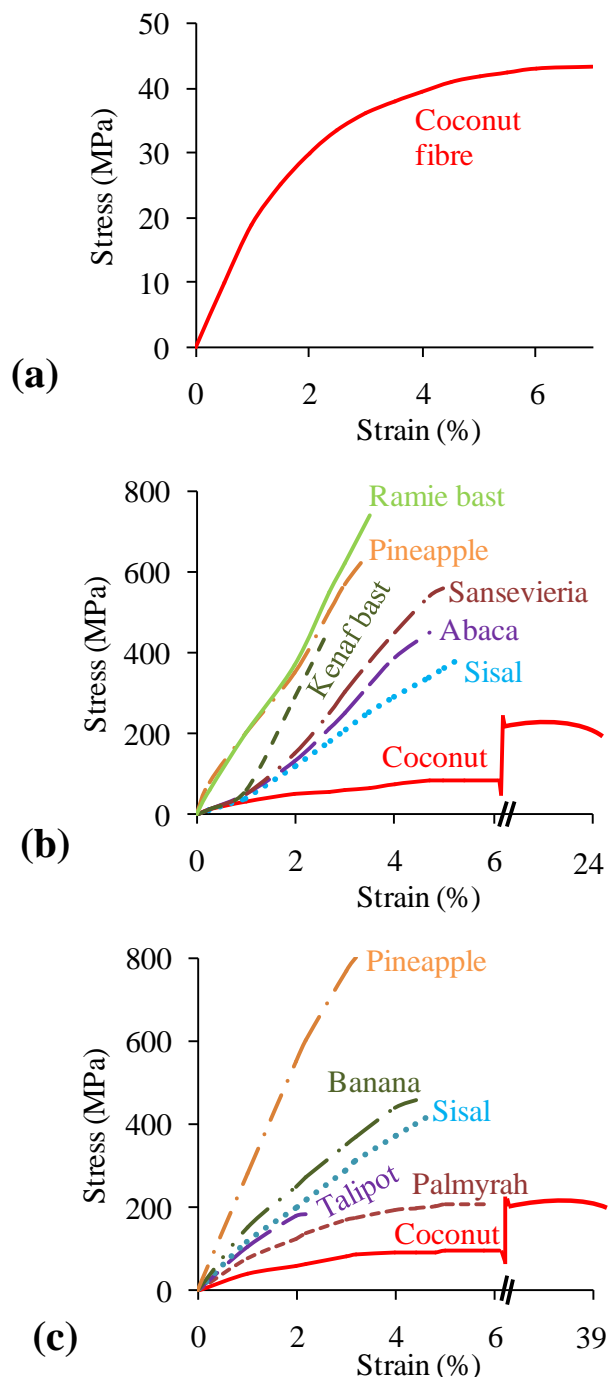 50
40
30
20
10
0
Stress (MPa)
Coconut
fibre
(a)
0 2 4 6
Strain (%)
800
600
400
200
0
Stress (MPa)
Ramie bast
Pineapple
Kenaf bast
Sansevieria
Abaca
Sisal
Coconut
(b)
0 2 4 6 24
Strain (%)
800
600
400
200
0
Stress (MPa)
Pineapple
Banana
Sisal
Talipot
Palmyrah
Coconut
(c)
0 2 4 6 39
Strain (%)